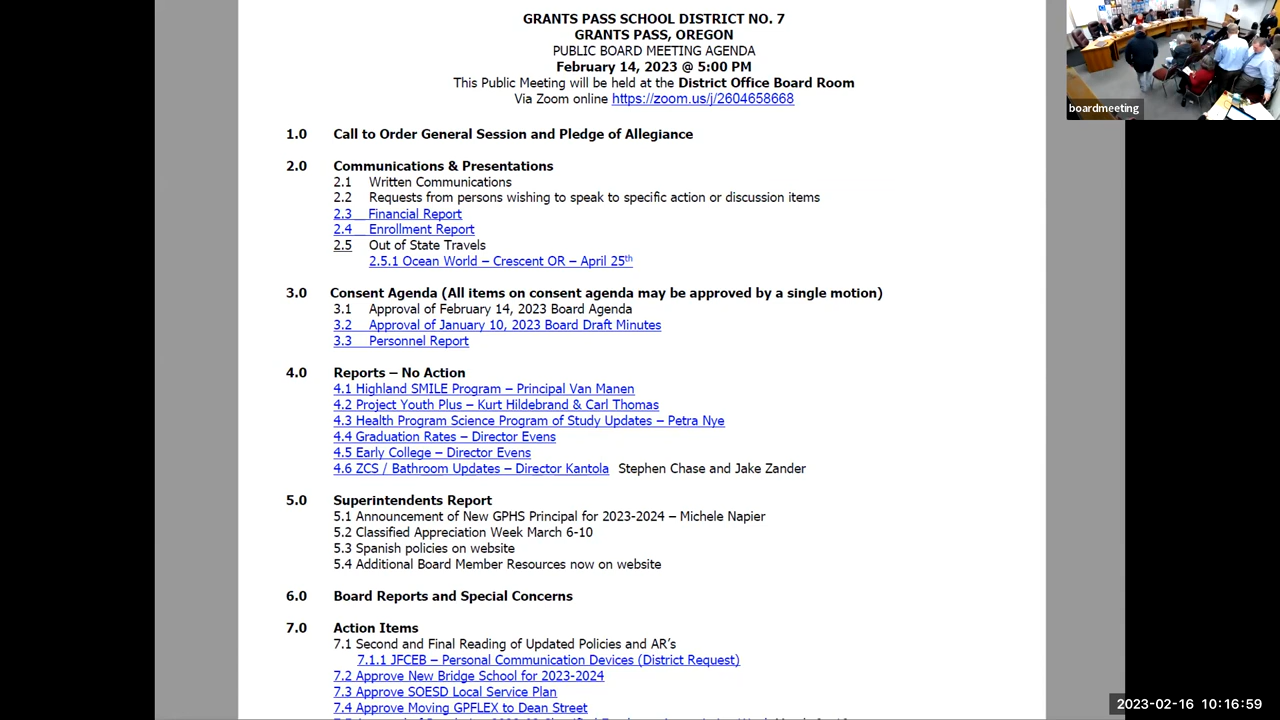 GRANTS PASS SCHOOL DISTRICT NO. 7
GRANTS PASS, OREGON
PUBLIC BOARD MEETING AGENDA
February 14, 2023 @ 5:00 PM
This Public Meeting will be held at the District Office Board Room
Via Zoom online https://zoom.us/j/2604658668
boardmeeting
1.0 Call to Order General Session and Pledge of Allegiance
2.0 Communications & Presentations
2.1 Written Communications
2.2 Requests from persons wishing to speak to specific action or discussion items
2.3 Financial Report
2.4 Enrollment Report
2.5 Out of State Travels
2.5.1 Ocean World – Crescent OR – April 25th
3.0 Consent Agenda (All items on consent agenda may be approved by a single motion)
3.1 Approval of February 14, 2023 Board Agenda
3.2 Approval of January 10, 2023 Board Draft Minutes
3.3 Personnel Report
4.0 Reports – No Action
4.1 Highland SMILE Program – Principal Van Manen
4.2 Project Youth Plus – Kurt Hildebrand & Carl Thomas
4.3 Health Program Science Program of Study Updates – Petra Nye
4.4 Graduation Rates – Director Evens
4.5 Early College – Director Evens
4.6 ZCS / Bathroom Updates – Director Kantola Stephen Chase and Jake Zander
5.0 Superintendents Report
5.1 Announcement of New GPHS Principal for 2023-2024 – Michele Napier
5.2 Classified Appreciation Week March 6-10
5.3 Spanish policies on website
5.4 Additional Board Member Resources now on website
6.0 Board Reports and Special Concerns
7.0 Action Items
7.1 Second and Final Reading of Updated Policies and AR's
7.1.1 JFCEB – Personal Communication Devices (District Request)
7.2 Approve New Bridge School for 2023-2024
7.3 Approve SOESD Local Service Plan
7.4 Approve Moving GPFLEX to Dean Street
2023-02-16 10:16:59